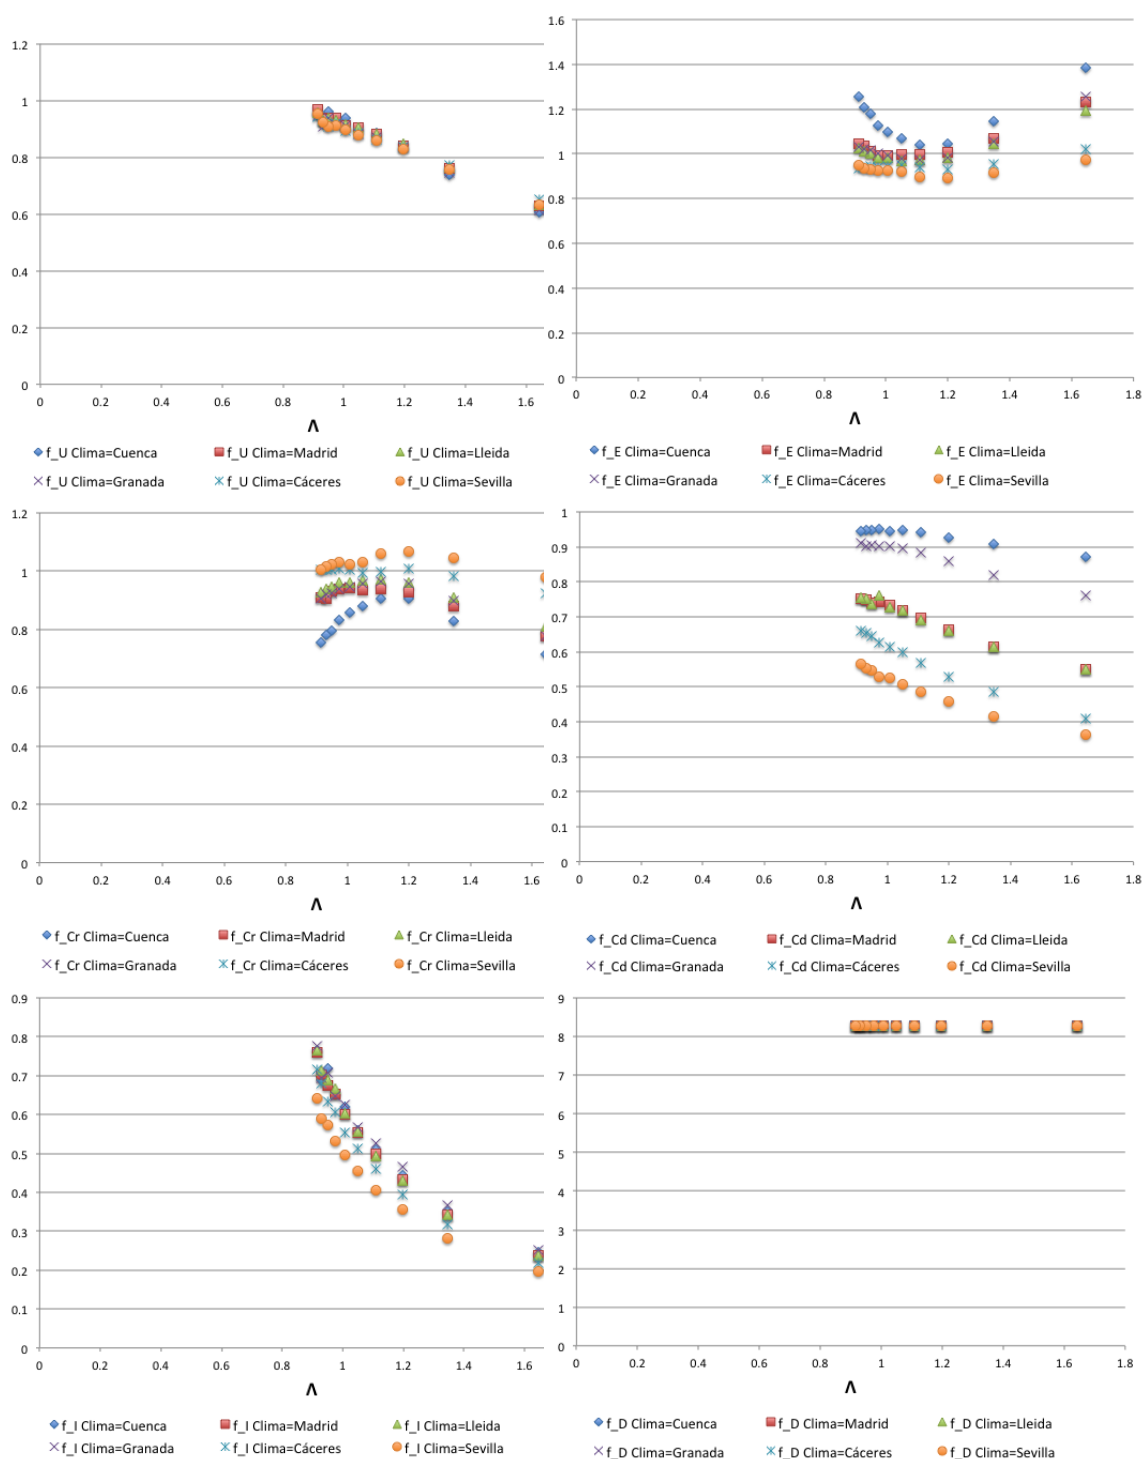 1.2
1
0.8
0.6
0.4
0.2
0
0 0.2 0.4 0.6 0.8 1 1.2 1.4 1.6
Λ
f_U Clima=Cuenca f_U Clima=Madrid f_U Clima=Lleida
f_U Clima=Granada f_U Clima=Cáceres f_U Clima=Sevilla
1.6
1.4
1.2
1
0.8
0.6
0.4
0.2
0
0 0.2 0.4 0.6 0.8 1 1.2 1.4 1.6 1.8
Λ
f_E Clima=Cuenca f_E Clima=Madrid f_E Clima=Lleida
f_E Clima=Granada f_E Clima=Cáceres f_E Clima=Sevilla
1.2
1
0.8
0.6
0.4
0.2
0
0 0.2 0.4 0.6 0.8 1 1.2 1.4 1.6
Λ
f_Cr Clima=Cuenca f_Cr Clima=Madrid f_Cr Clima=Lleida
f_Cr Clima=Granada f_Cr Clima=Cáceres f_Cr Clima=Sevilla
1
0.9
0.8
0.7
0.6
0.5
0.4
0.3
0.2
0.1
0
0 0.2 0.4 0.6 0.8 1 1.2 1.4 1.6 1.8
Λ
f_Cd Clima=Cuenca f_Cd Clima=Madrid f_Cd Clima=Lleida
f_Cd Clima=Granada f_Cd Clima=Cáceres f_Cd Clima=Sevilla
0.9
0.8
0.7
0.6
0.5
0.4
0.3
0.2
0.1
0
0 0.2 0.4 0.6 0.8 1 1.2 1.4 1.6
Λ
f_I Clima=Cuenca f_I Clima=Madrid f_I Clima=Lleida
f_I Clima=Granada f_I Clima=Cáceres f_I Clima=Sevilla
9
8
7
6
5
4
3
2
1
0
0 0.2 0.4 0.6 0.8 1 1.2 1.4 1.6 1.8
Λ
f_D Clima=Cuenca f_D Clima=Madrid f_D Clima=Lleida
f_D Clima=Granada f_D Clima=Cáceres f_D Clima=Sevilla